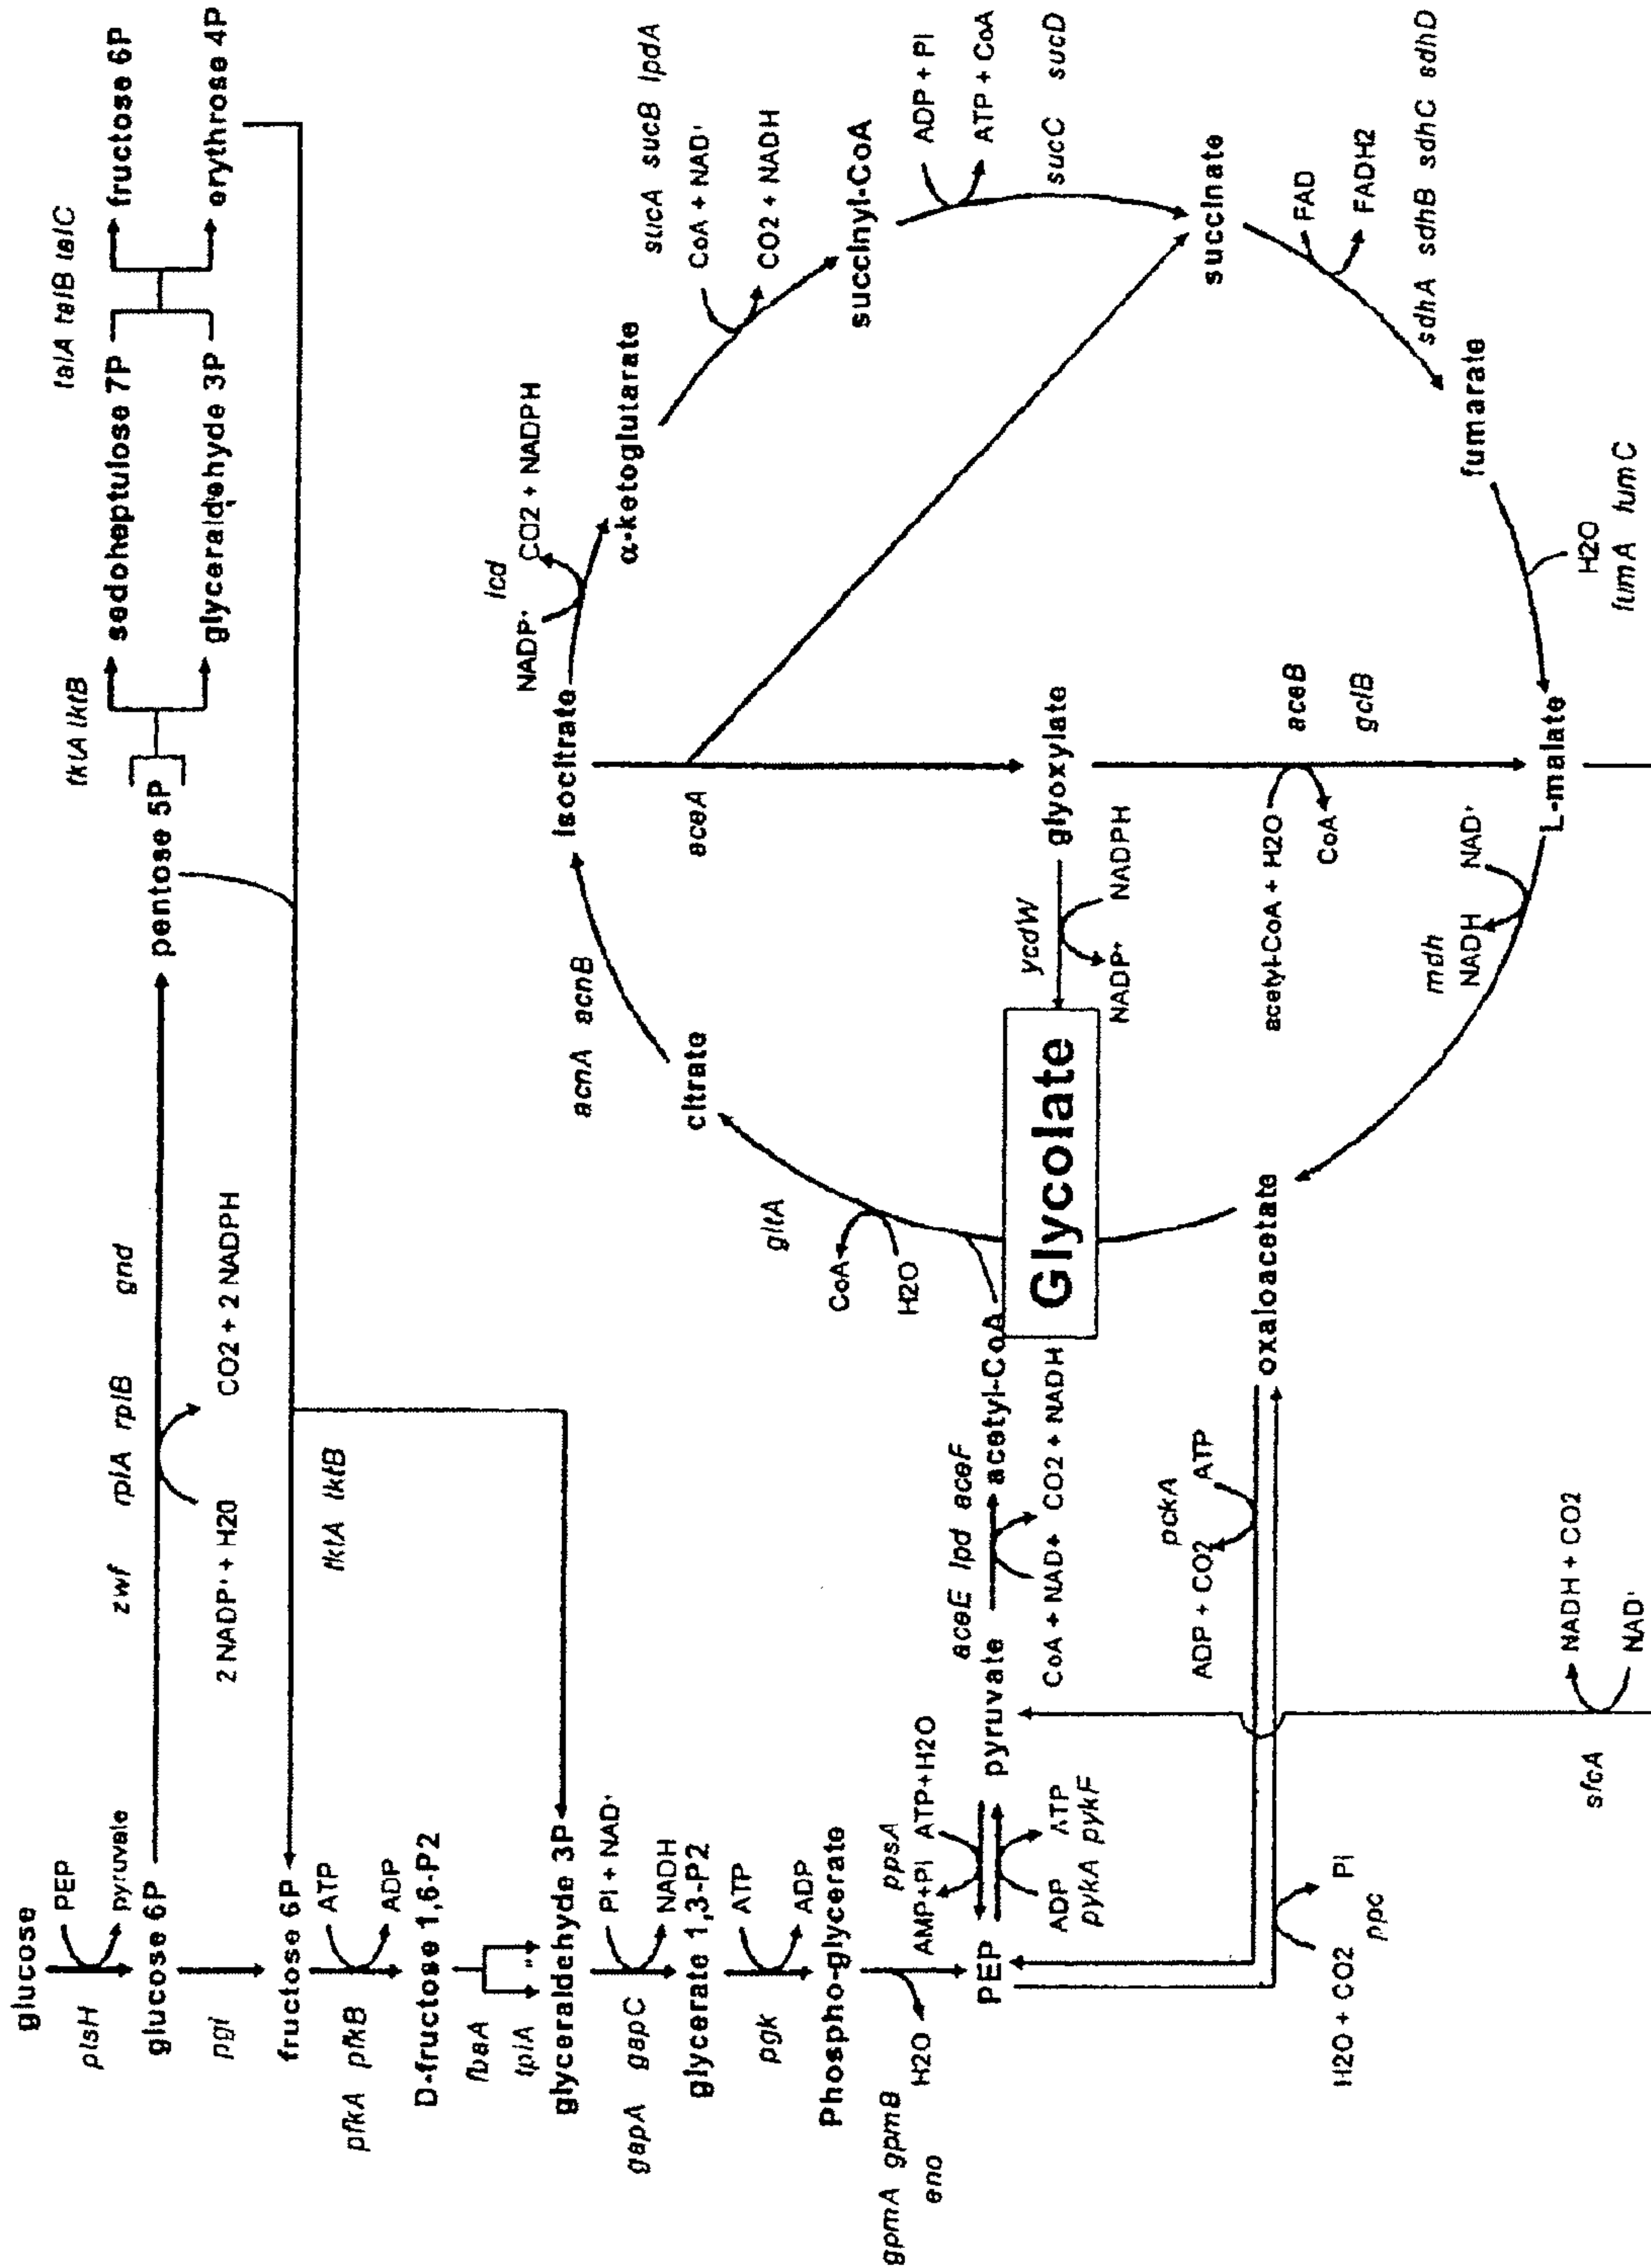 glucose
ptsH
PEP
pyruvate
glucose 6P
zwf rpiA rpiB gnd
2 NADP+ + H20
CO2 + 2 NADPH
pentose 5P
tktA tktB
sedoheptulose 7P
glyceraldehyde 3P
talA talB talC
fructose 6P
erythrose 4P
pgi
fructose 6P
tktA tktB
pfkA pfkB
ATP
ADP
D-fructose 1,6-P2
fbaA
tpiA
glyceraldehyde 3P
gapA gapC
PI + NAD+
NADH
glycerate 1,3-P2
pgk
ATP
ADP
Phospho-glycerate
gpmA gpmB
eno
H2O
PEP
ppsA
AMP+PI ATP+H2O
ADP ATP
pykA pykF
pyruvate
aceE lpd aceF
CoA + NAD+ CO2 + NADH
acetyl-CoA
gltA
CoA
H2O
citrate
acnA acnB
isocitrate
icd
NADP+ CO2 + NADPH
α-ketoglutarate
sucA sucB lpdA
CoA + NAD+
CO2 + NADH
succinyl-CoA
ADP + PI
ATP + CoA
sucC sucD
succinate
FAD
FADH2
sdhA sdhB sdhC sdhD
fumarate
H2O
fumA fumC
L-malate
aceA
glyoxylate
ycdW
NADP+ NADPH
Glycolate
aceB
glcB
acetyl-CoA + H2O
CoA
mdh
NADH NAD+
oxaloacetate
pckA
ADP + CO2 ATP
H2O + CO2 PI
ppc
sfcA
NADH + CO2
NAD+